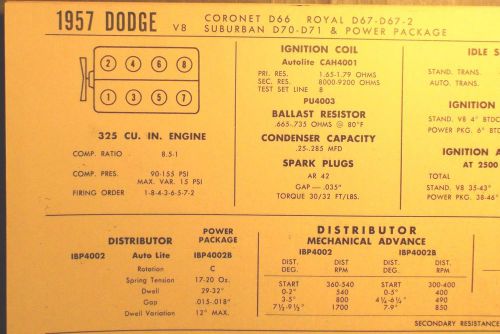 1957 DODGE V8 CORONET D66 ROYAL D67-D67-2
SUBURBAN D70-D71 & POWER PACKAGE
2 4 6 8
1 3 5 7
325 CU. IN. ENGINE
COMP. RATIO 8.5-1
COMP. PRES. 90-155 PSI
MAX. VAR. 15 PSI
FIRING ORDER 1-8-4-3-6-5-7-2
IGNITION COIL
Autolite CAH4001
PRI. RES. 1.65-1.79 OHMS
SEC. RES. 8000-9200 OHMS
TEST SET LINE 8
PU4003
BALLAST RESISTOR
.665-.735 OHMS @ 80°F
CONDENSER CAPACITY
.25-.285 MFD
SPARK PLUGS
AR 42
GAP — .035"
TORQUE 30/32 FT/LBS.
IDLE S
STAND. TRANS.
AUTO. TRANS.
IGNITION
STAND. V8 4° BTDC
POWER PKG. 6° BTDC
IGNITION A
AT 2500
TOTAL
STAND. V8 35-43°
POWER PKG. 38-46°
DISTRIBUTOR POWER PACKAGE
IBP4002 Auto Lite IBP4002B
Rotation C
Spring Tension 17-20 Oz.
Dwell 29-32°
Gap .015-.018"
Dwell Variation 12° MAX.
DISTRIBUTOR
MECHANICAL ADVANCE
IBP4002 IBP4002B
DIST. DEG. DIST. RPM DIST. DEG. DIST. RPM
START 360-540 START 300-400
0-2° 540 0-5° 400
3-5° 800 4½-6½° 490
7½-9½° 1700 7-9° 850
SECONDARY RESISTANCE